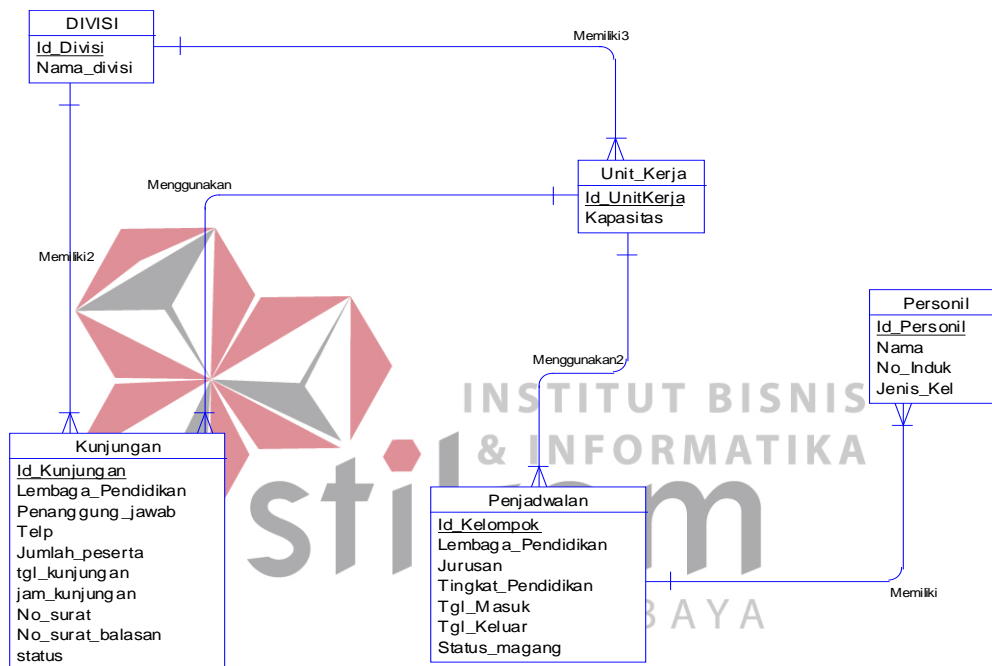 DIVISI
Id_Divisi
Nama_divisi
Memiliki3
Unit_Kerja
Id_UnitKerja
Kapasitas
Menggunakan
Memiliki2
Personil
Id_Personil
Nama
No_Induk
Jenis_Kel
Menggunakan2
INSTITUT BISNIS
& INFORMATIKA
stikom
Kunjungan
Id_Kunjungan
Lembaga_Pendidikan
Penanggung_jawab
Telp
Jumlah_peserta
tgl_kunjungan
jam_kunjungan
No_surat
No_surat_balasan
status
Penjadwalan
Id_Kelompok
Lembaga_Pendidikan
Jurusan
Tingkat_Pendidikan
Tgl_Masuk
Tgl_Keluar
Status_magang
Memiliki